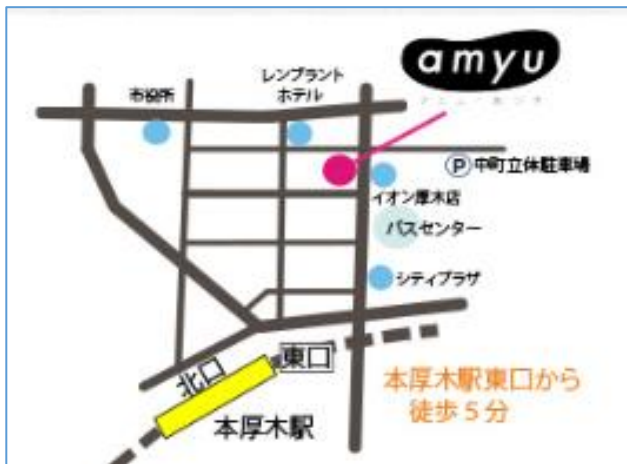 amyu
レンブラント
ホテル
市役所
P 中町立体駐車場
イオン厚木店
バスセンター
シティプラザ
東口
北口
本厚木駅
本厚木駅東口から
徒歩5分